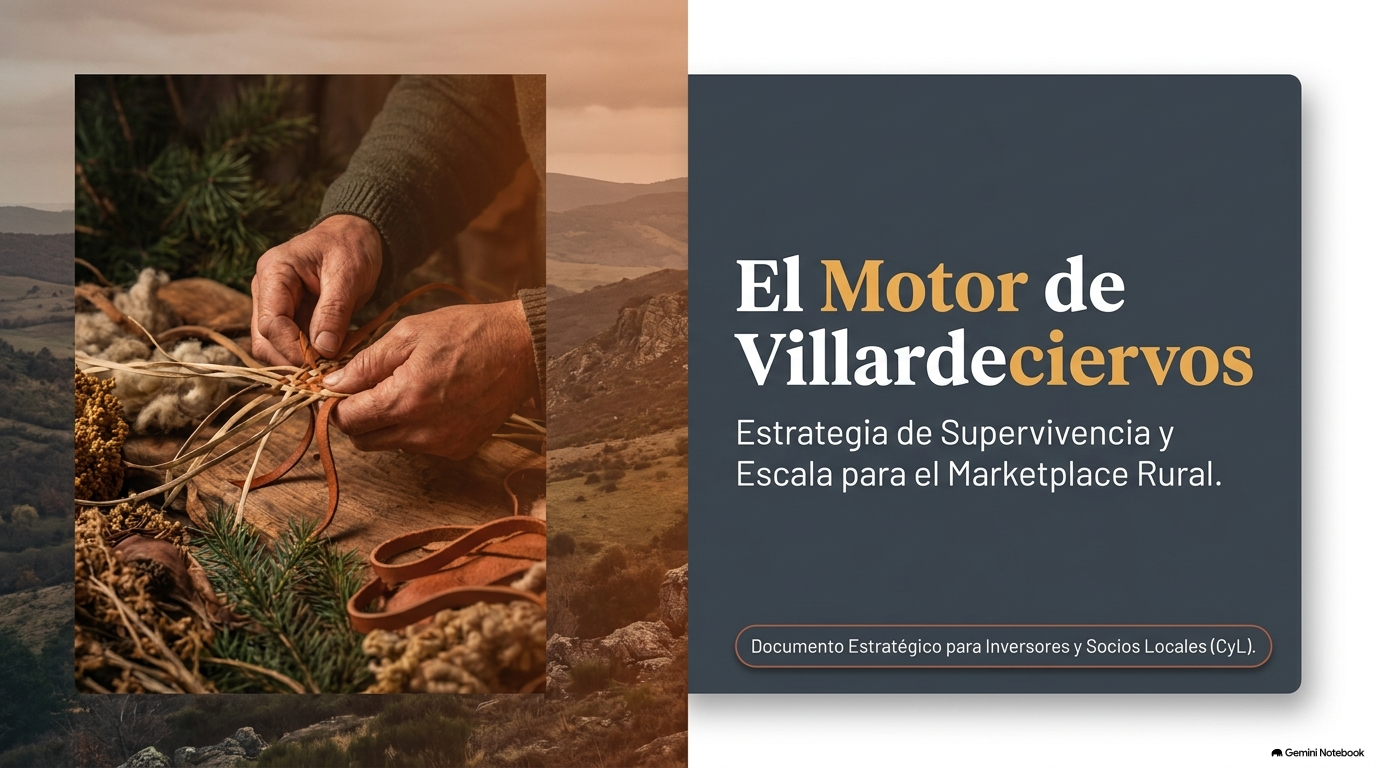 El Motor de
Villardeciervos
Estrategia de Supervivencia y
Escala para el Marketplace Rural.
Documento Estratégico para Inversores y Socios Locales (CyL).
Gemini Notebook